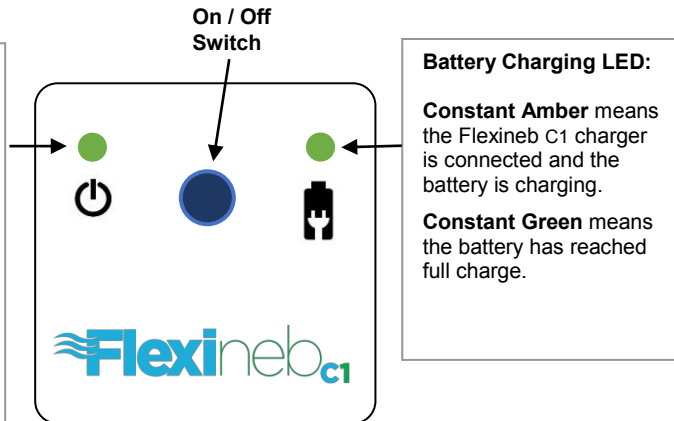 On / Off
Switch
Battery Charging LED:
Constant Amber means
the Flexineb C1 charger
is connected and the
battery is charging.
Constant Green means
the battery has reached
full charge.
Flexineb C1